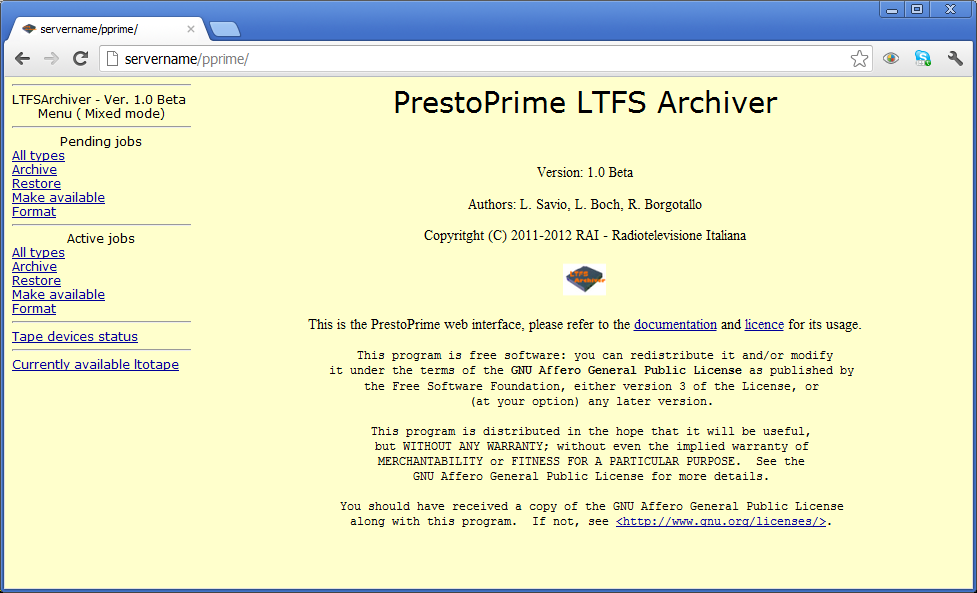 servername/pprime/
servername/pprime/
LTFSArchiver - Ver. 1.0 Beta
Menu ( Mixed mode)
Pending jobs
All types
Archive
Restore
Make available
Format
Active jobs
All types
Archive
Restore
Make available
Format
Tape devices status
Currently available ltotape
PrestoPrime LTFS Archiver
Version: 1.0 Beta
Authors: L. Savio, L. Boch, R. Borgotallo
Copyritght (C) 2011-2012 RAI - Radiotelevisione Italiana
LTFS
Archiver
This is the PrestoPrime web interface, please refer to the documentation and licence for its usage.
This program is free software: you can redistribute it and/or modify
it under the terms of the GNU Affero General Public License as published by
the Free Software Foundation, either version 3 of the License, or
(at your option) any later version.
This program is distributed in the hope that it will be useful,
but WITHOUT ANY WARRANTY; without even the implied warranty of
MERCHANTABILITY or FITNESS FOR A PARTICULAR PURPOSE. See the
GNU Affero General Public License for more details.
You should have received a copy of the GNU Affero General Public License
along with this program. If not, see <http://www.gnu.org/licenses/>.